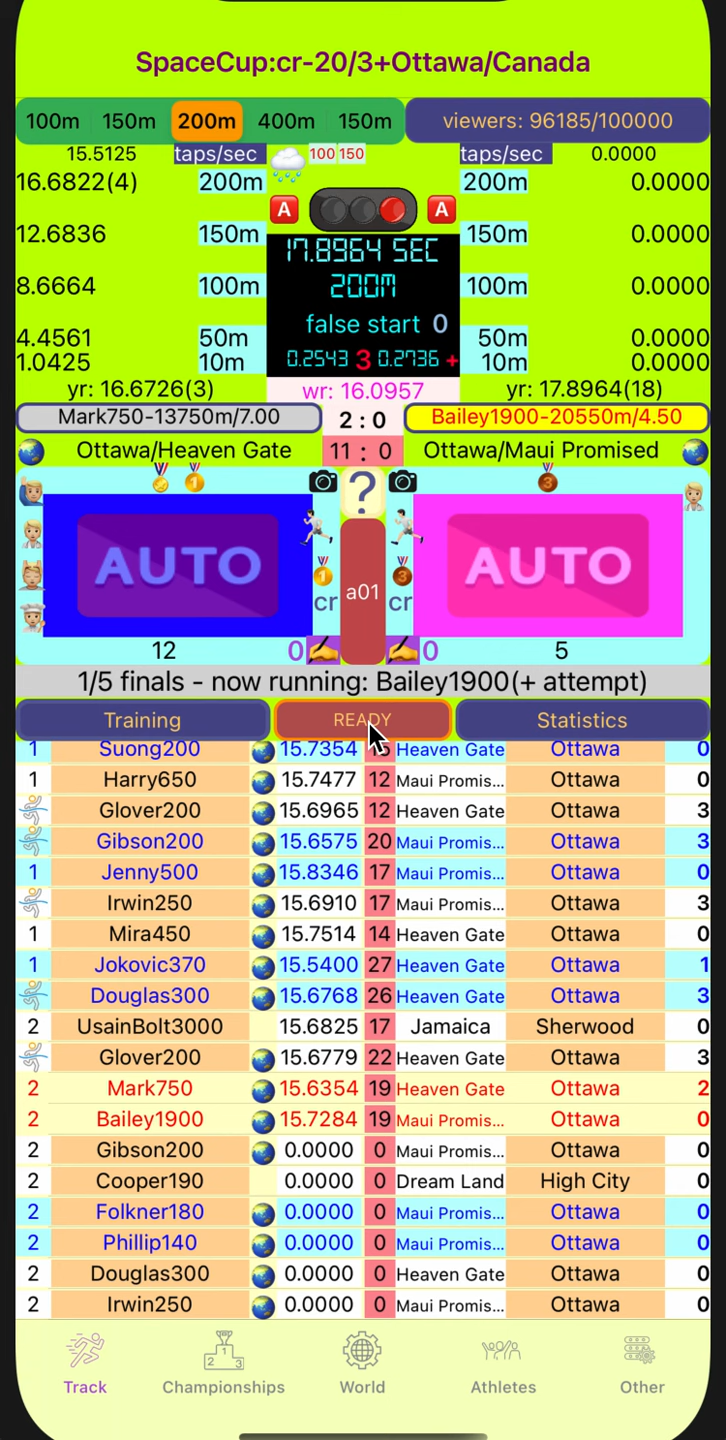 SpaceCup:cr-20/3+Ottawa/Canada
100m 150m 200m 400m 150m viewers: 96185/100000
15.5125 taps/sec 100 150 taps/sec 0.0000
16.6822(4) 200m 200m 0.0000
A A
12.6836 150m 17.8964 SEC 150m 0.0000
8.6664 100m 200M 100m 0.0000
false start 0
4.4561 50m 50m 0.0000
1.0425 10m 0.2543 3 0.2736 + 10m 0.0000
yr: 16.6726(3) wr: 16.0957 yr: 17.8964(18)
Mark750-13750m/7.00 2 : 0 Bailey1900-20550m/4.50
Ottawa/Heaven Gate 11 : 0 Ottawa/Maui Promised
1 ? 3
AUTO AUTO
1 3
cr a01 cr
12 0 0 5
1/5 finals - now running: Bailey1900(+ attempt)
Training READY Statistics
1 Suong200 15.7354 15 Heaven Gate Ottawa 0
1 Harry650 15.7477 12 Maui Promis... Ottawa 0
Glover200 15.6965 12 Heaven Gate Ottawa 3
Gibson200 15.6575 20 Maui Promis... Ottawa 3
1 Jenny500 15.8346 17 Maui Promis... Ottawa 0
Irwin250 15.6910 17 Maui Promis... Ottawa 3
1 Mira450 15.7514 14 Heaven Gate Ottawa 0
1 Jokovic370 15.5400 27 Heaven Gate Ottawa 1
Douglas300 15.6768 26 Heaven Gate Ottawa 3
2 UsainBolt3000 15.6825 17 Jamaica Sherwood 0
Glover200 15.6779 22 Heaven Gate Ottawa 3
2 Mark750 15.6354 19 Heaven Gate Ottawa 2
2 Bailey1900 15.7284 19 Maui Promis... Ottawa 0
2 Gibson200 0.0000 0 Maui Promis... Ottawa 0
2 Cooper190 0.0000 0 Dream Land High City 0
2 Folkner180 0.0000 0 Maui Promis... Ottawa 0
2 Phillip140 0.0000 0 Maui Promis... Ottawa 0
2 Douglas300 0.0000 0 Heaven Gate Ottawa 0
2 Irwin250 0.0000 0 Maui Promis... Ottawa 0
1 2 3
Track Championships World Athletes Other